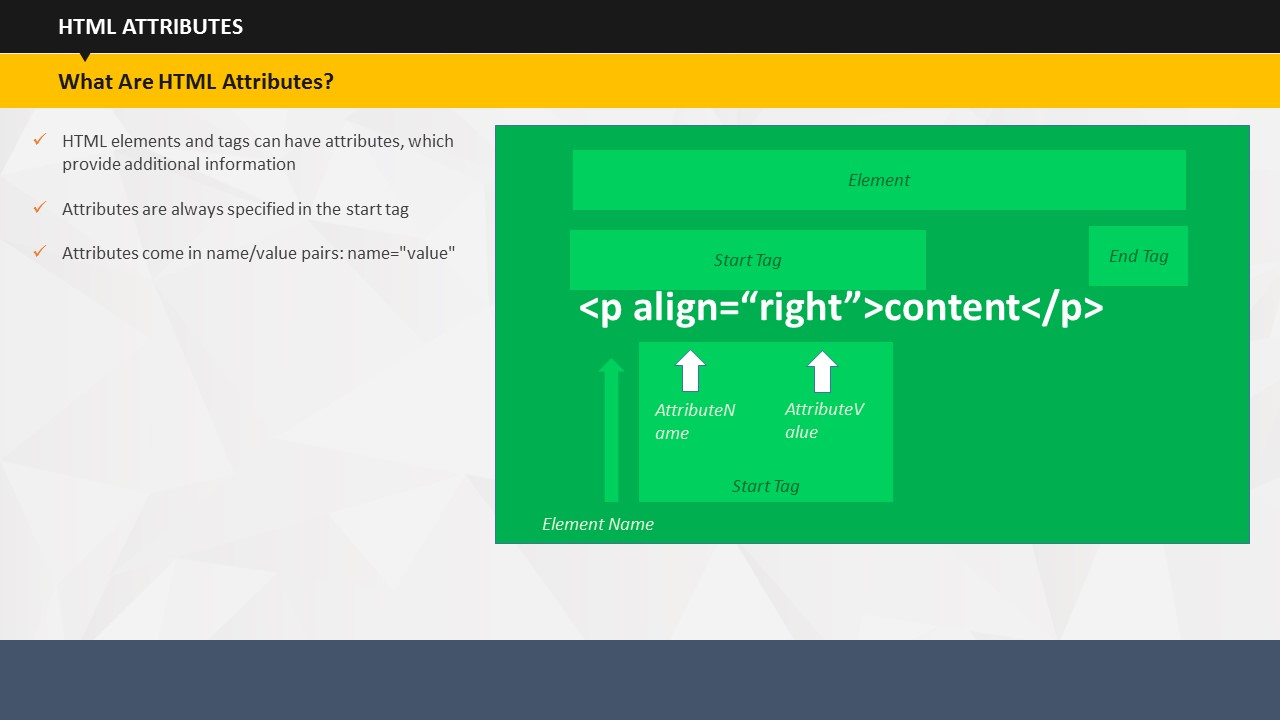 HTML ATTRIBUTES
What Are HTML Attributes?
✓ HTML elements and tags can have attributes, which
provide additional information
✓ Attributes are always specified in the start tag
✓ Attributes come in name/value pairs: name="value"
Element
Start Tag
End Tag
<p align=“right”>content</p>
AttributeN
ame
AttributeV
alue
Start Tag
Element Name